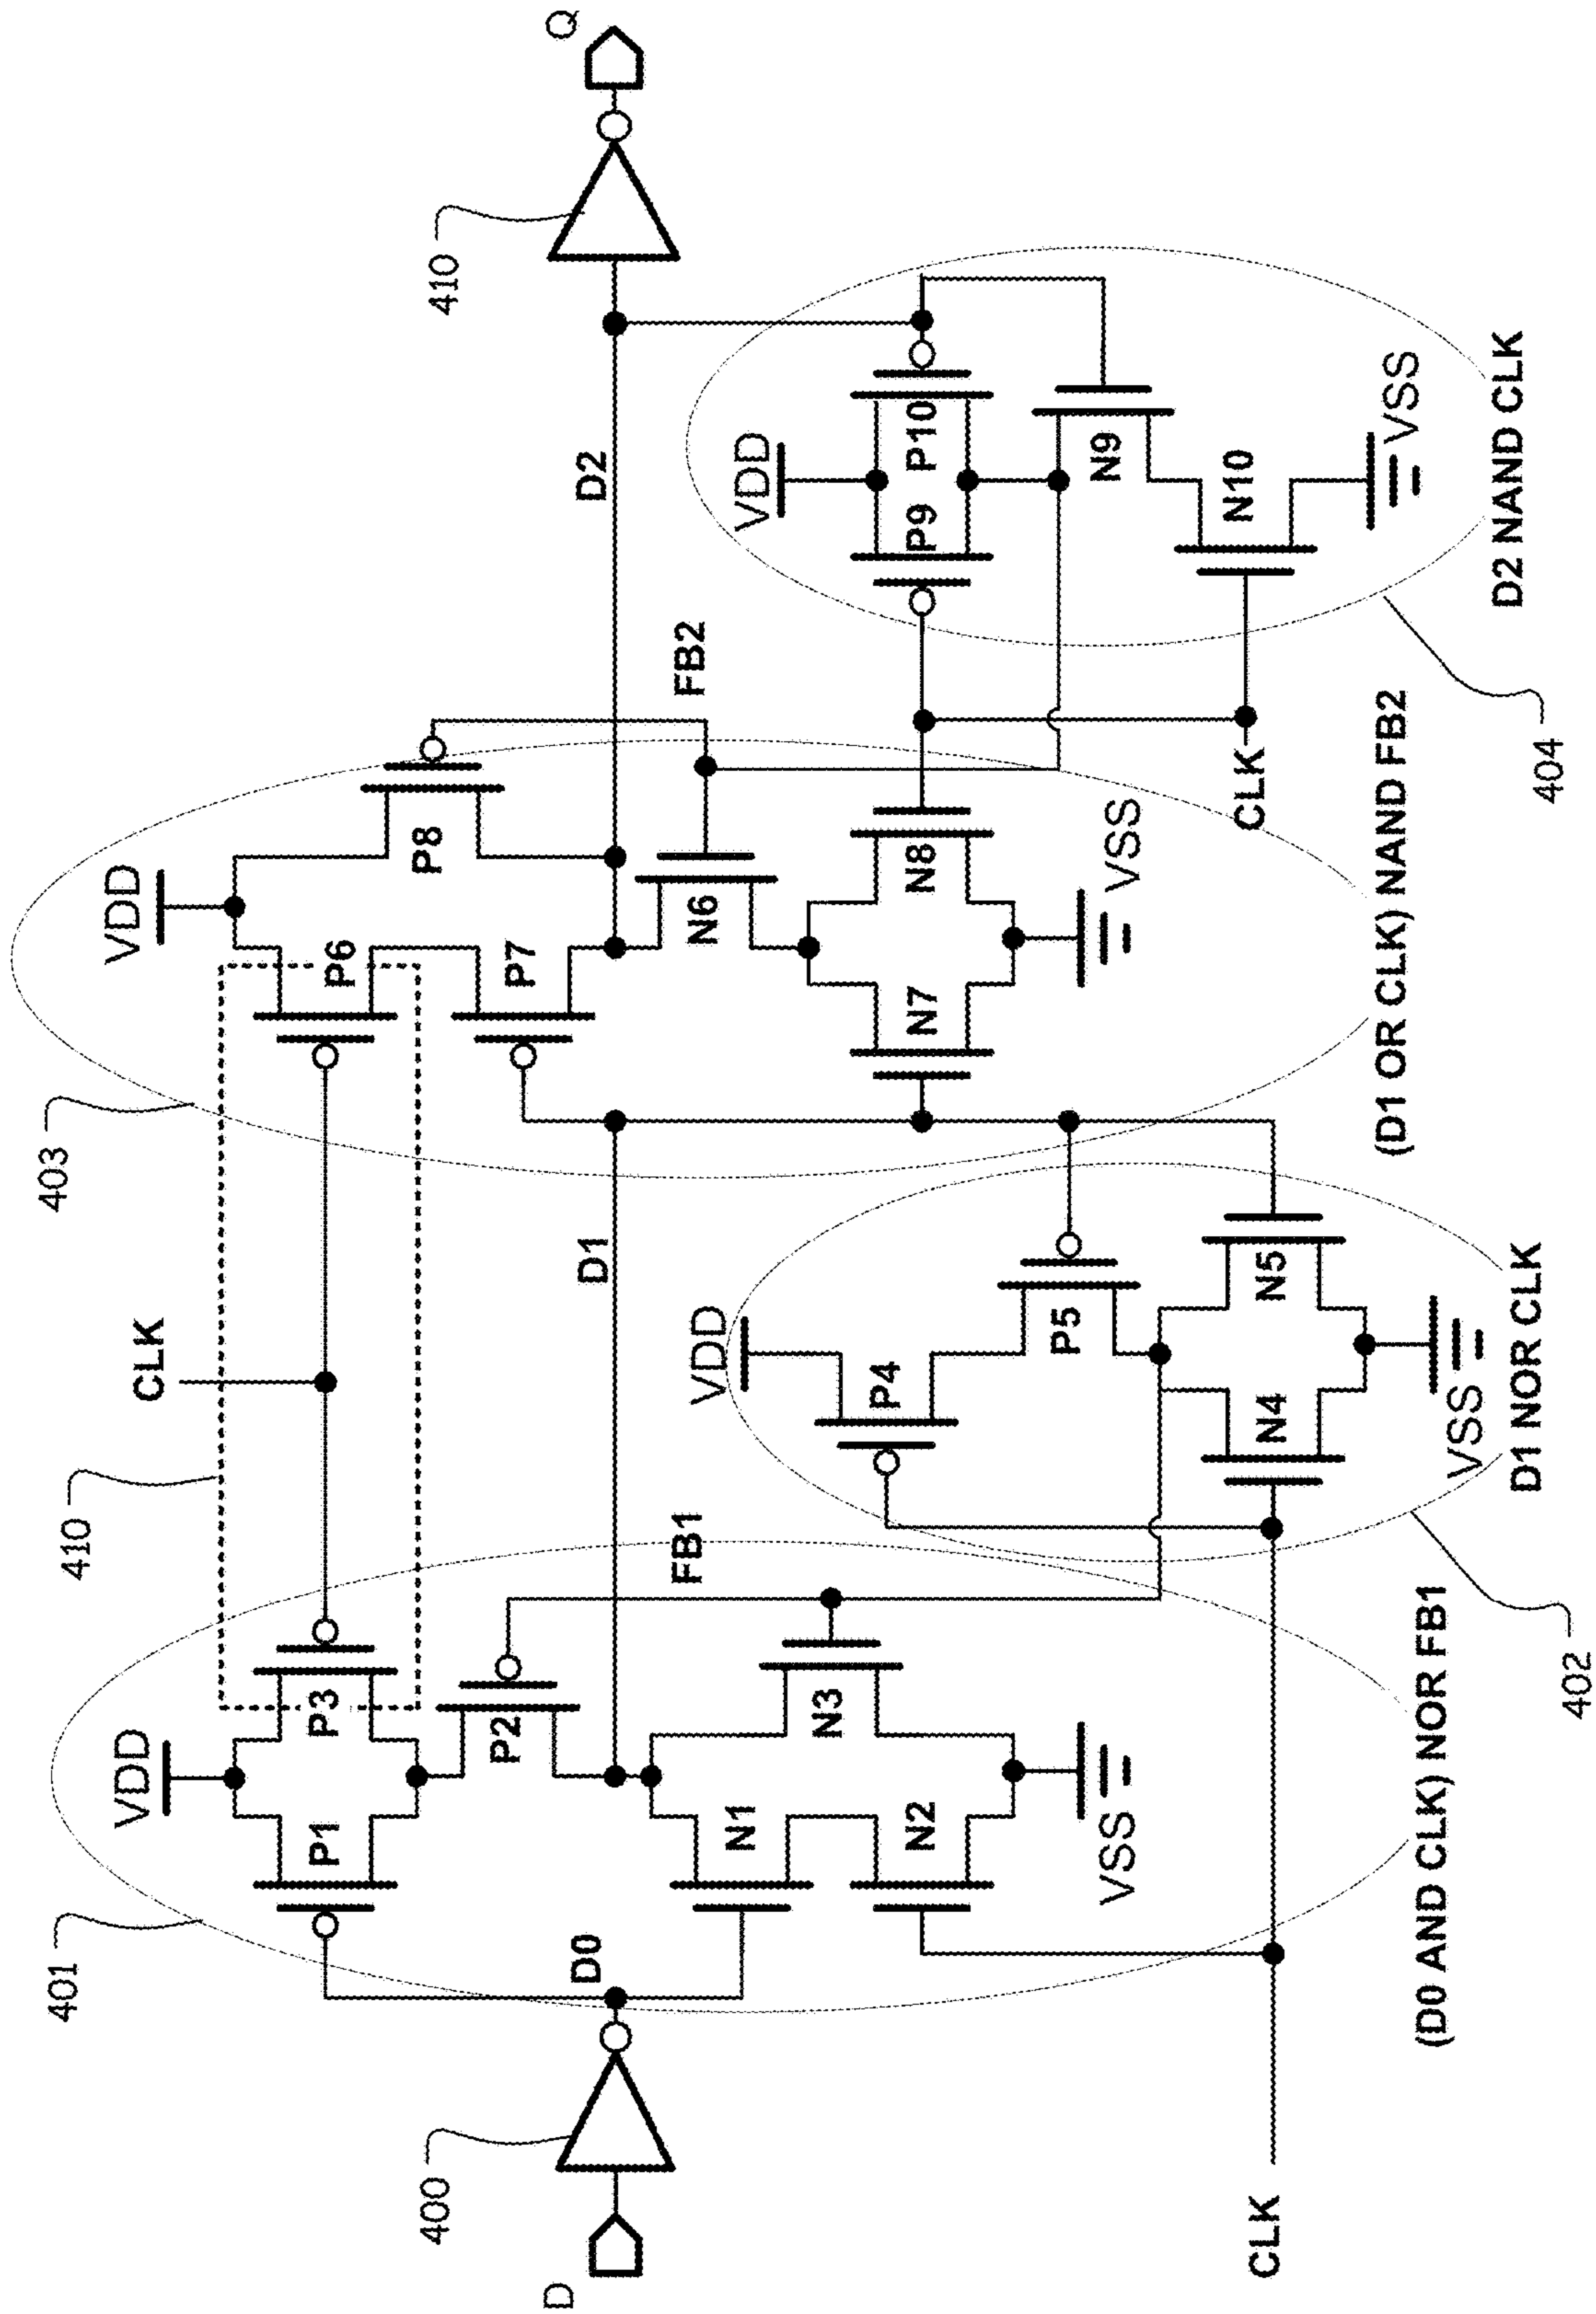 403
410
401
VDD
CLK
VDD
P1
P3
P6
P8
P2
P7
D
400
D0
D1
D2
410
Q
FB1
FB2
N1
N3
N6
N2
VSS
VDD
P4
P5
N7
N8
VSS
VDD
P9
P10
N9
N10
VSS
CLK
N4
N5
VSS
CLK
(D0 AND CLK) NOR FB1
402
D1 NOR CLK
(D1 OR CLK) NAND FB2
404
D2 NAND CLK